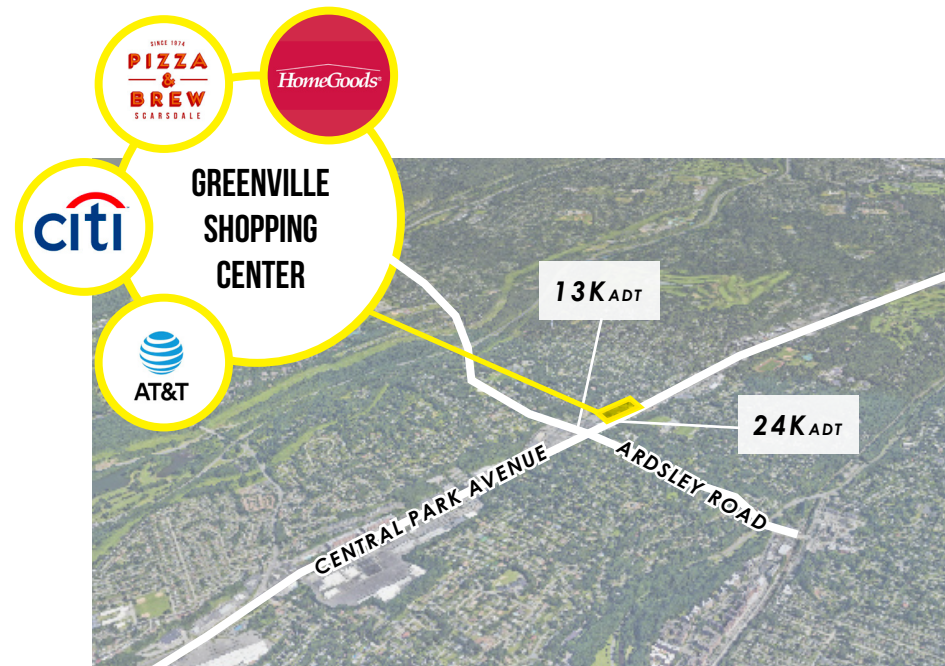 SINCE 1974
PIZZA
&
BREW
SCARSDALE
HomeGoods®
citi
AT&T
GREENVILLE
SHOPPING
CENTER
13K ADT
24K ADT
CENTRAL PARK AVENUE
ARDSLEY ROAD